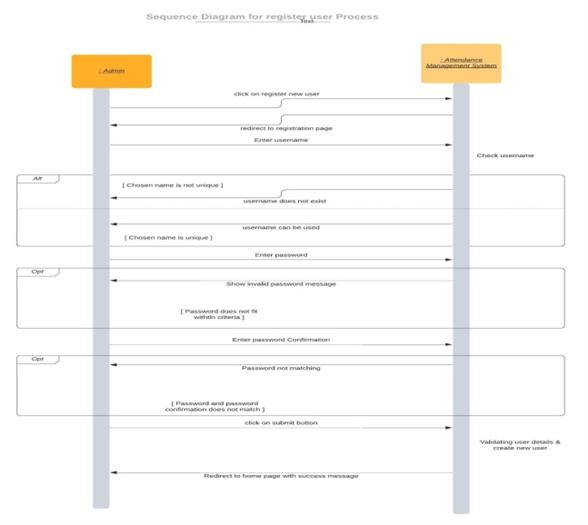 Sequence Diagram for register user Process
Text
: Admin
: Attendance
Management System
click on register new user
redirect to registration page
Enter username
Check username
Alt
[ Chosen name is not unique ]
username does not exist
username can be used
[ Chosen name is unique ]
Enter password
Opt
Show invalid password message
[ Password does not fit
withtin criteria ]
Enter password Confirmation
Opt
Password not matching
[ Password and password
confirmation does not match ]
click on submit button
Validating user details &
create new user
Redirect to home page with success message